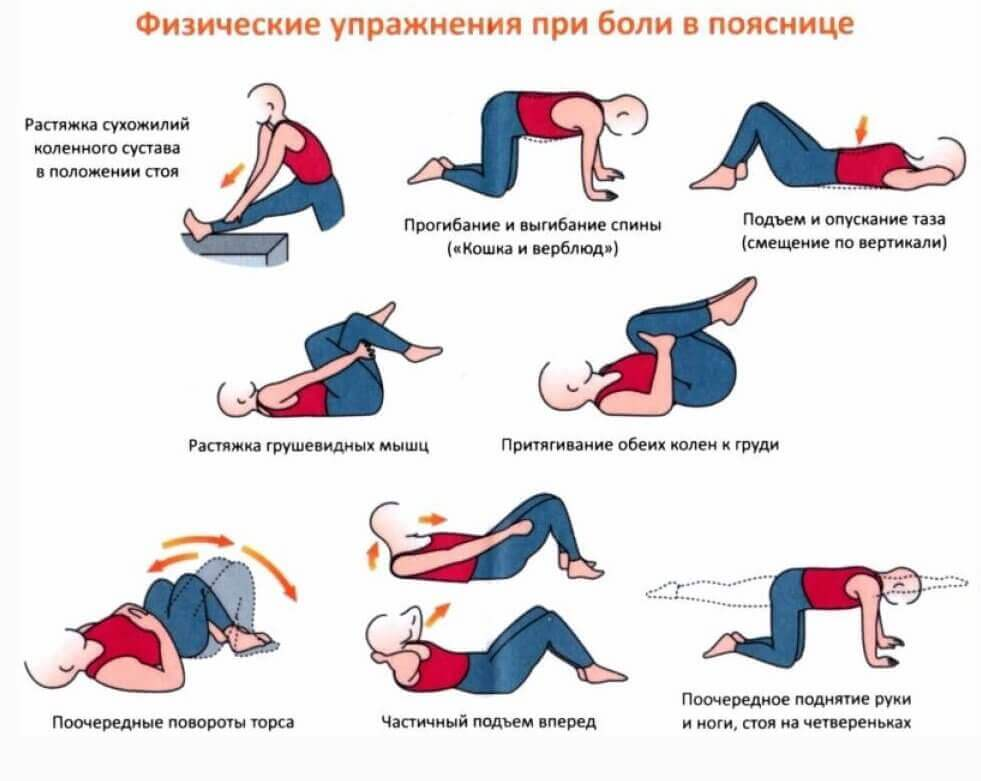 Физические упражнения при боли в пояснице
Растяжка сухожилий
коленного сустава
в положении стоя
Прогибание и выгибание спины
(«Кошка и верблюд»)
Подъем и опускание таза
(смещение по вертикали)
Растяжка грушевидных мышц
Притягивание обеих колен к груди
Поочередные повороты торса
Частичный подъем вперед
Поочередное поднятие руки
и ноги, стоя на четвереньках